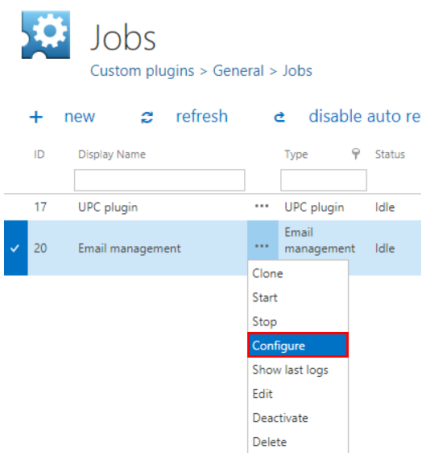 Jobs
Custom plugins > General > Jobs
+ new refresh disable auto re
ID Display Name Type Status
17 UPC plugin ••• UPC plugin Idle
20 Email management ••• Email management Idle
Clone
Start
Stop
Configure
Show last logs
Edit
Deactivate
Delete